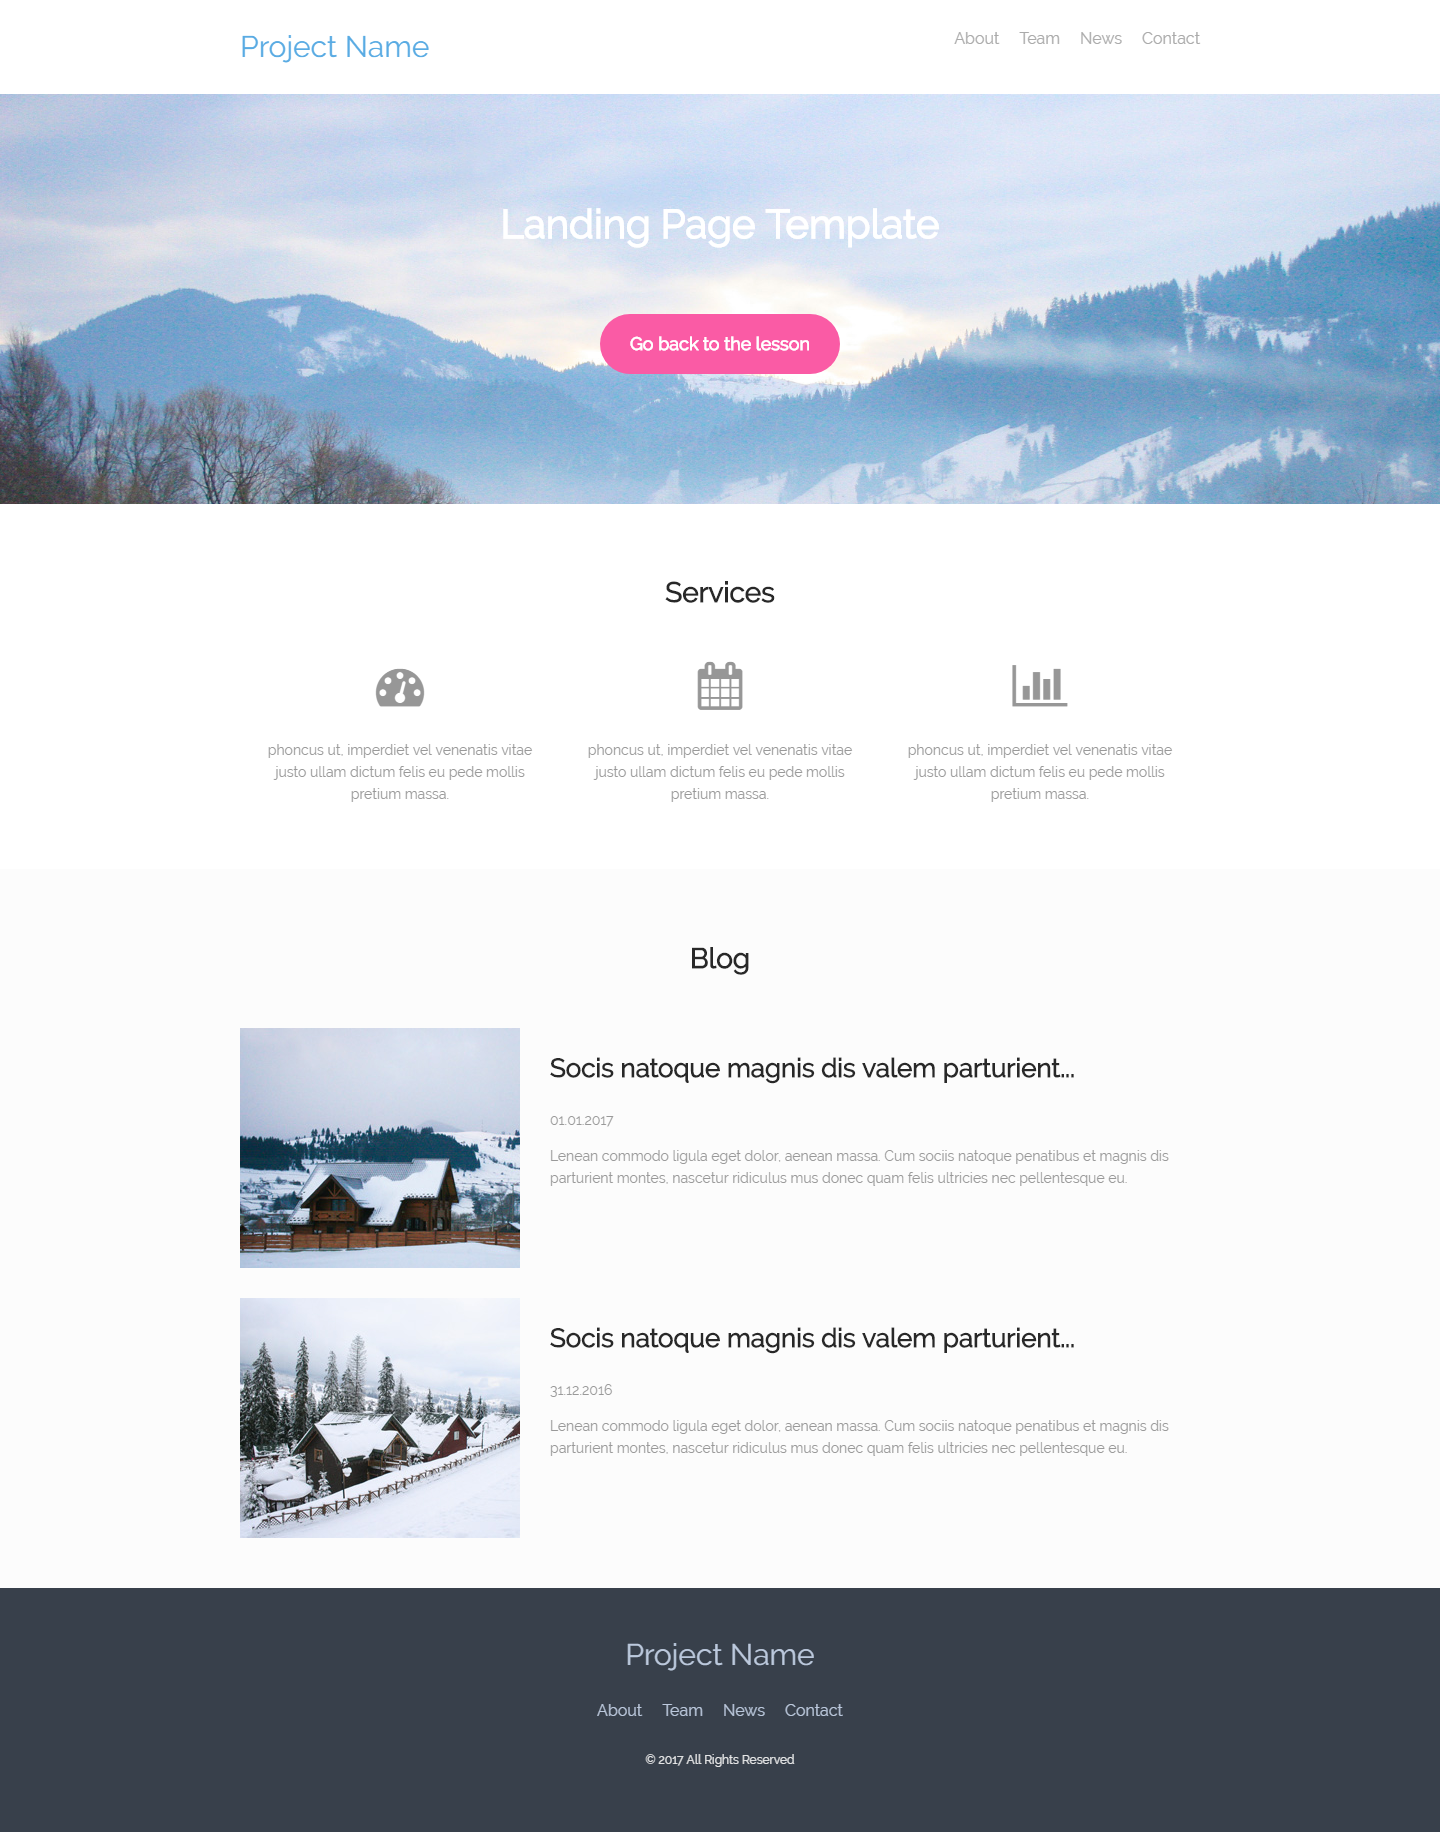 Project Name
About Team News Contact
Landing Page Template
Go back to the lesson
Services
phoncus ut, imperdiet vel venenatis vitae
justo ullam dictum felis eu pede mollis
pretium massa.
phoncus ut, imperdiet vel venenatis vitae
justo ullam dictum felis eu pede mollis
pretium massa.
phoncus ut, imperdiet vel venenatis vitae
justo ullam dictum felis eu pede mollis
pretium massa.
Blog
Socis natoque magnis dis valem parturient...
01.01.2017
Lenean commodo ligula eget dolor, aenean massa. Cum sociis natoque penatibus et magnis dis
parturient montes, nascetur ridiculus mus donec quam felis ultricies nec pellentesque eu.
Socis natoque magnis dis valem parturient...
31.12.2016
Lenean commodo ligula eget dolor, aenean massa. Cum sociis natoque penatibus et magnis dis
parturient montes, nascetur ridiculus mus donec quam felis ultricies nec pellentesque eu.
Project Name
About Team News Contact
© 2017 All Rights Reserved